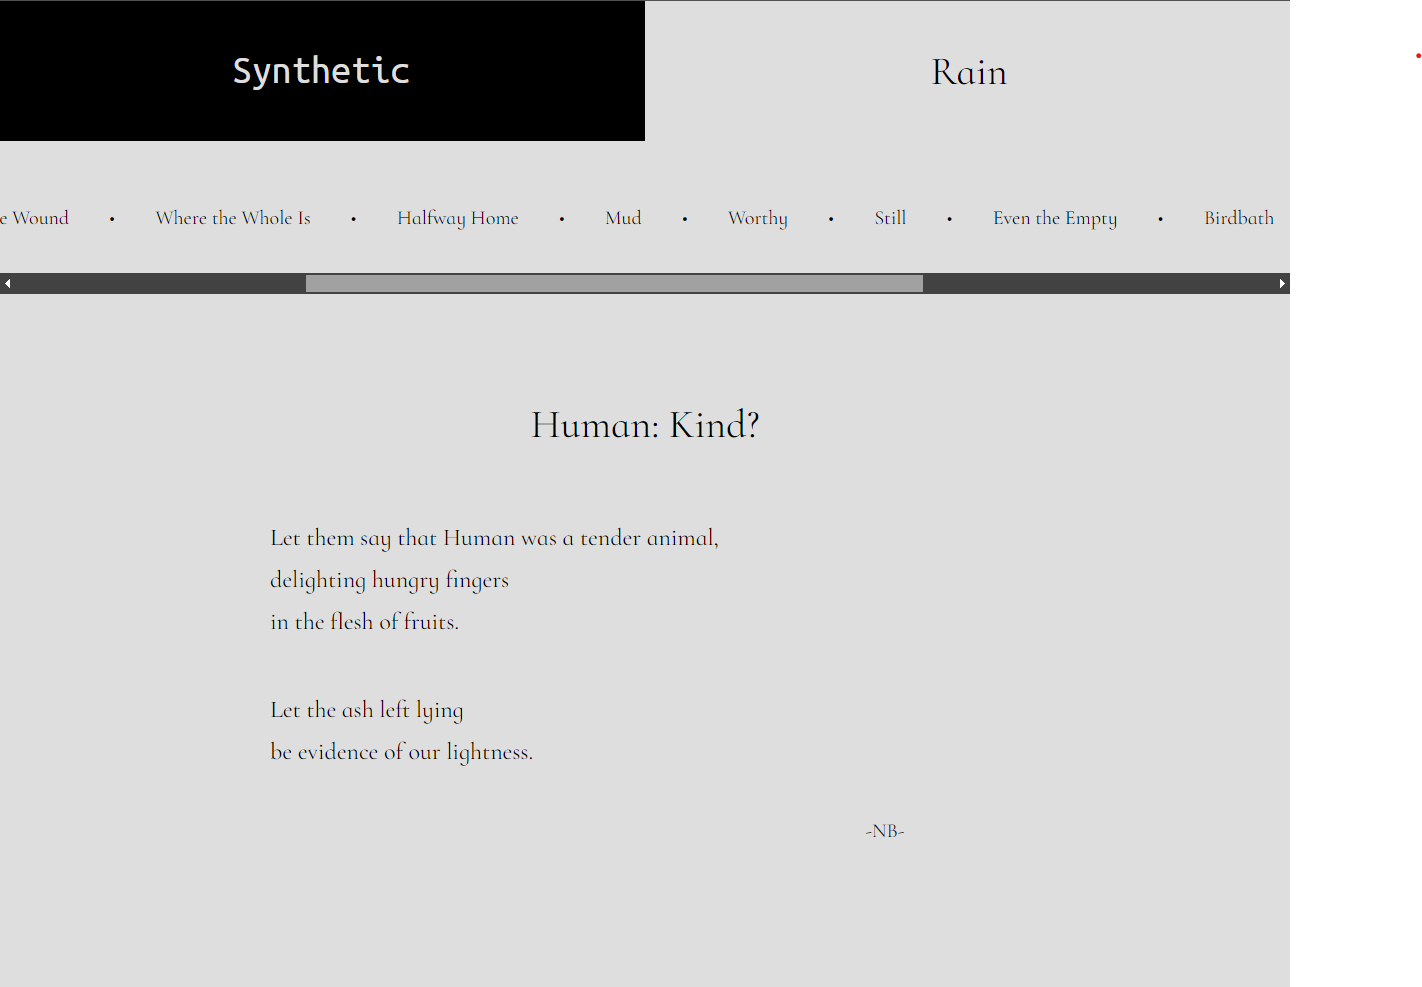 Synthetic
Rain
e Wound • Where the Whole Is • Halfway Home • Mud • Worthy • Still • Even the Empty • Birdbath
Human: Kind?
Let them say that Human was a tender animal,
delighting hungry fingers
in the flesh of fruits.
Let the ash left lying
be evidence of our lightness.
-NB-